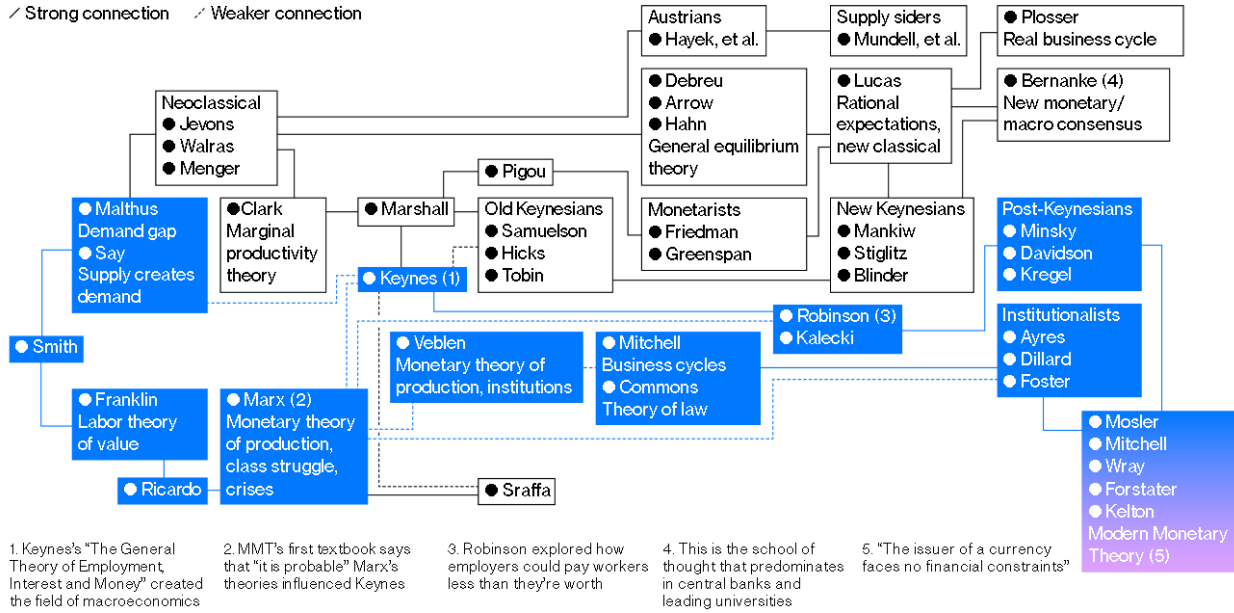 Strong connection
Weaker connection
Austrians
Hayek, et al.
Supply siders
Mundell, et al.
Plosser
Real business cycle
Neoclassical
Jevons
Walras
Menger
Debreu
Arrow
Hahn
General equilibrium
theory
Lucas
Rational
expectations,
new classical
Bernanke (4)
New monetary/
macro consensus
Pigou
Malthus
Demand gap
Say
Supply creates
demand
Clark
Marginal
productivity
theory
Marshall
Old Keynesians
Samuelson
Hicks
Tobin
Monetarists
Friedman
Greenspan
New Keynesians
Mankiw
Stiglitz
Blinder
Post-Keynesians
Minsky
Davidson
Kregel
Keynes (1)
Robinson (3)
Kalecki
Institutionalists
Ayres
Dillard
Foster
Smith
Veblen
Monetary theory of
production, institutions
Mitchell
Business cycles
Commons
Theory of law
Franklin
Labor theory
of value
Marx (2)
Monetary theory
of production,
class struggle,
crises
Ricardo
Sraffa
Mosler
Mitchell
Wray
Forstater
Kelton
Modern Monetary
Theory (5)
1. Keynes's "The General
Theory of Employment,
Interest and Money" created
the field of macroeconomics
2. MMT's first textbook says
that "it is probable" Marx's
theories influenced Keynes
3. Robinson explored how
employers could pay workers
less than they're worth
4. This is the school of
thought that predominates
in central banks and
leading universities
5. "The issuer of a currency
faces no financial constraints"